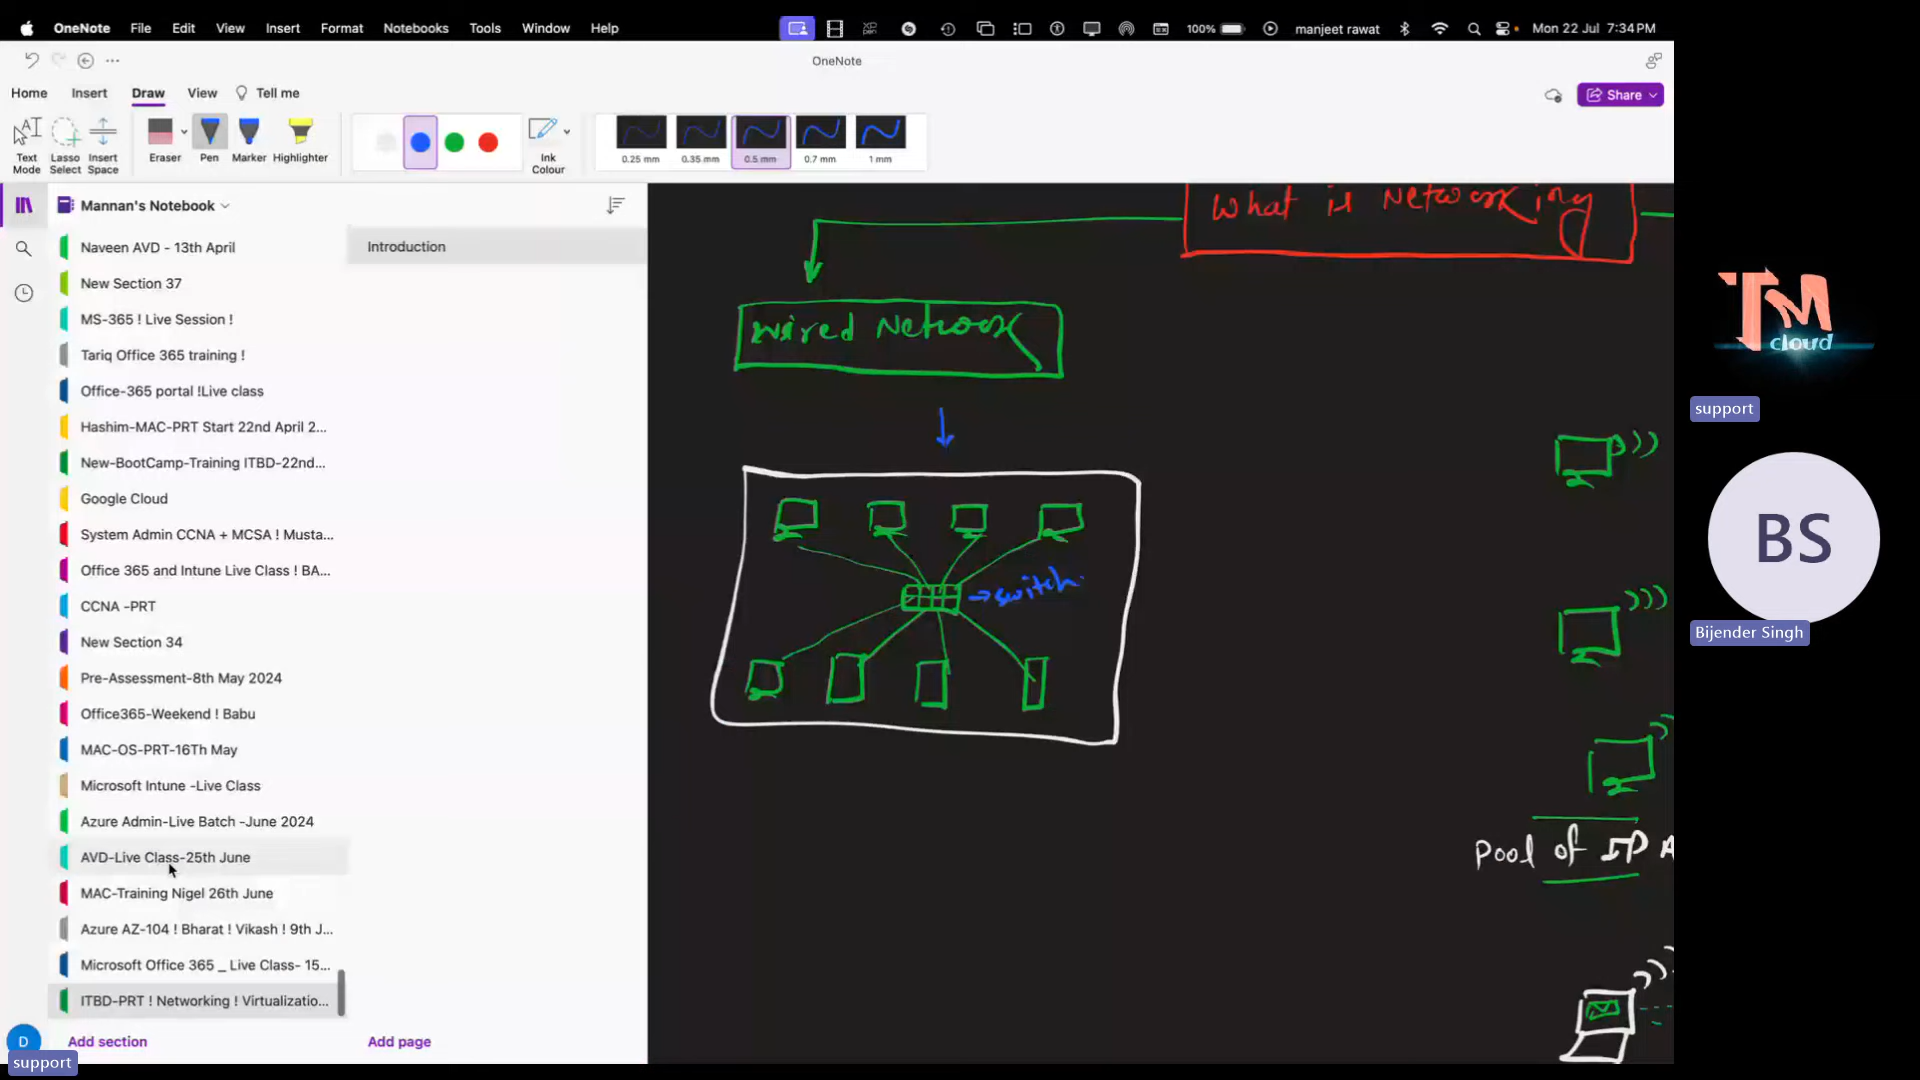 OneNote File Edit View Insert Format Notebooks Tools Window Help
100% manjeet rawat Mon 22 Jul 7:34 PM
OneNote
Home Insert Draw View Tell me
Share
Text Mode
Lasso Select
Insert Space
Eraser
Pen
Marker
Highlighter
Ink Colour
0.25 mm
0.35 mm
0.5 mm
0.7 mm
1 mm
Mannan's Notebook
Naveen AVD - 13th April
New Section 37
MS-365 ! Live Session !
Tariq Office 365 training !
Office-365 portal !Live class
Hashim-MAC-PRT Start 22nd April 2...
New-BootCamp-Training ITBD-22nd...
Google Cloud
System Admin CCNA + MCSA ! Musta...
Office 365 and Intune Live Class ! BA...
CCNA -PRT
New Section 34
Pre-Assessment-8th May 2024
Office365-Weekend ! Babu
MAC-OS-PRT-16Th May
Microsoft Intune -Live Class
Azure Admin-Live Batch -June 2024
AVD-Live Class-25th June
MAC-Training Nigel 26th June
Azure AZ-104 ! Bharat ! Vikash ! 9th J...
Microsoft Office 365 _ Live Class- 15...
ITBD-PRT ! Networking ! Virtualizatio...
Add section
D
support
Introduction
Add page
What is Networking
Wired Network
switch
Pool of IP A
TM
cloud
support
BS
Bijender Singh